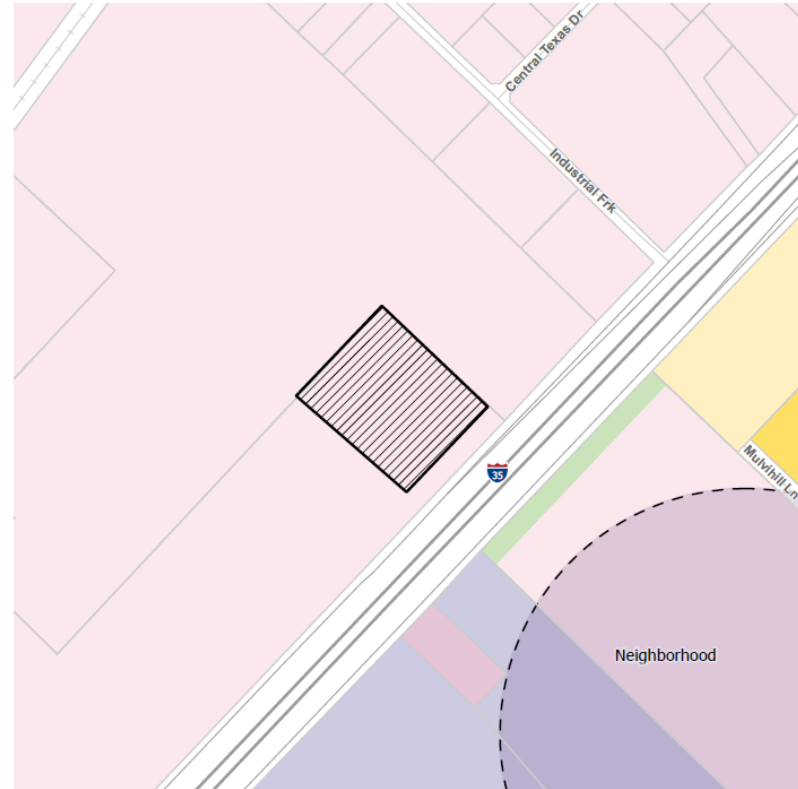 Central Texas Dr
Industrial Frk
35
Mulvihill Ln
Neighborhood